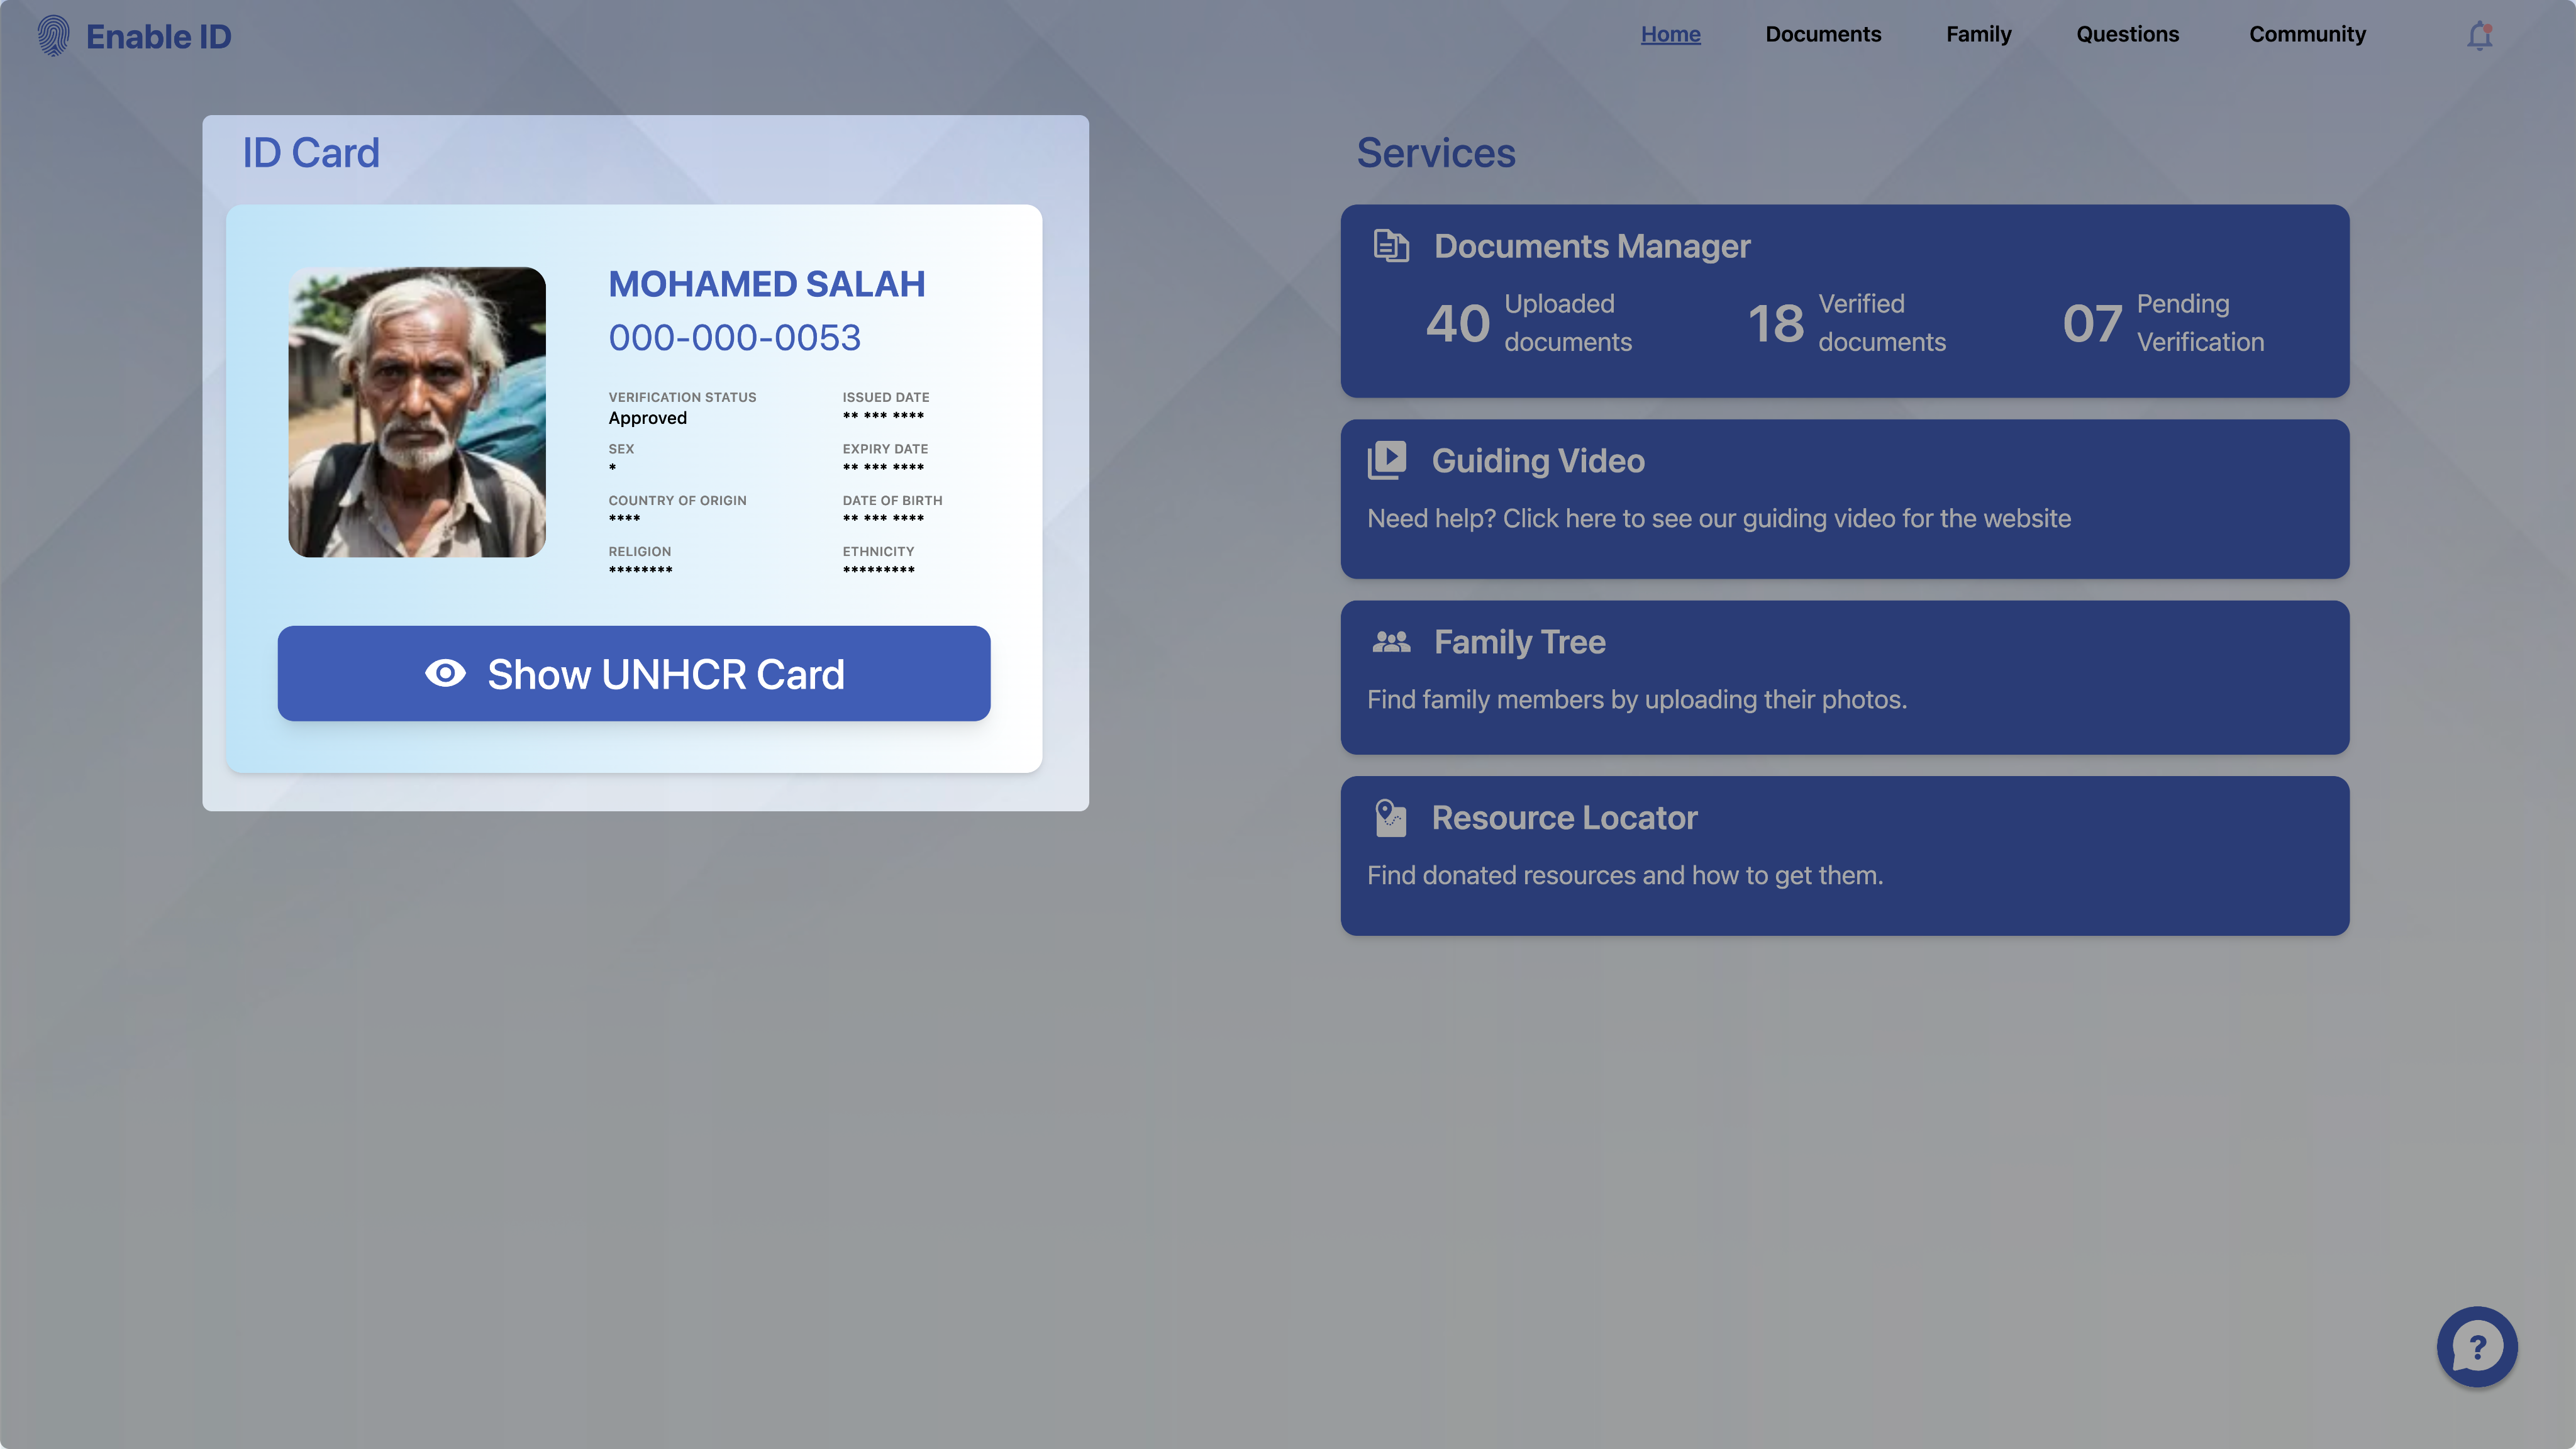 Enable ID
Home
Documents
Family
Questions
Community
ID Card
MOHAMED SALAH
000-000-0053
VERIFICATION STATUS
Approved
ISSUED DATE
** *** ****
SEX
*
EXPIRY DATE
** *** ****
COUNTRY OF ORIGIN
****
DATE OF BIRTH
** *** ****
RELIGION
********
ETHNICITY
*********
Show UNHCR Card
Services
Documents Manager
40
Uploaded
documents
18
Verified
documents
07
Pending
Verification
Guiding Video
Need help? Click here to see our guiding video for the website
Family Tree
Find family members by uploading their photos.
Resource Locator
Find donated resources and how to get them.
?